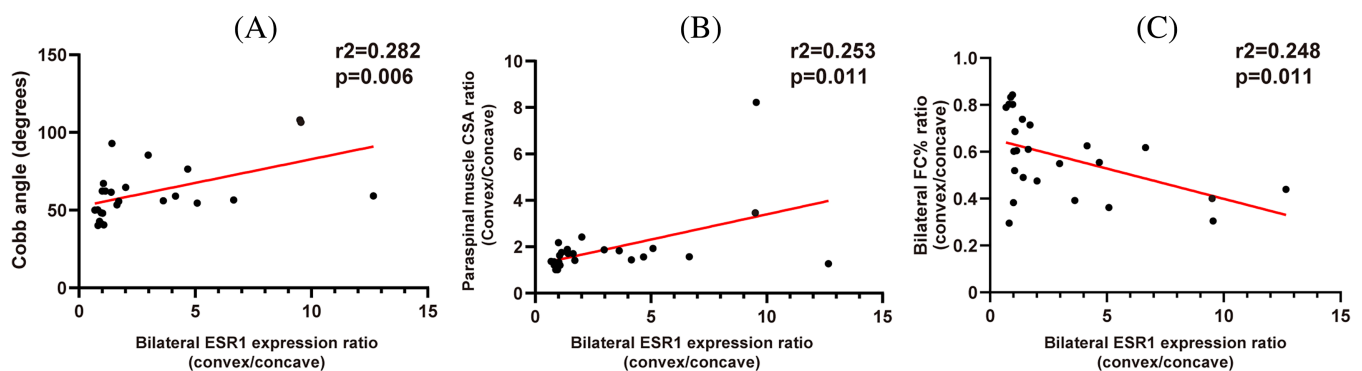 (A)
r2=0.282
p=0.006
Cobb angle (degrees)
150
100
50
0
0 5 10 15
Bilateral ESR1 expression ratio
(convex/concave)
(B)
r2=0.253
p=0.011
Paraspinal muscle CSA ratio
(Convex/Concave)
10
8
6
4
2
0
0 5 10 15
Bilateral ESR1 expression ratio
(convex/concave)
(C)
r2=0.248
p=0.011
Bilateral FC% ratio
(convex/concave)
1.0
0.8
0.6
0.4
0.2
0.0
0 5 10 15
Bilateral ESR1 expression ratio
(convex/concave)